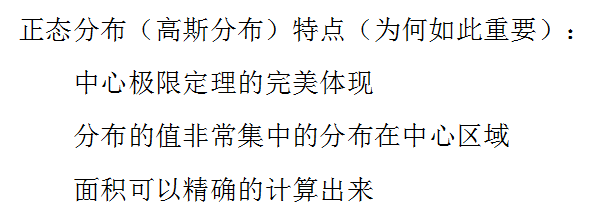 正态分布（高斯分布）特点（为何如此重要）：
中心极限定理的完美体现
分布的值非常集中的分布在中心区域
面积可以精确的计算出来